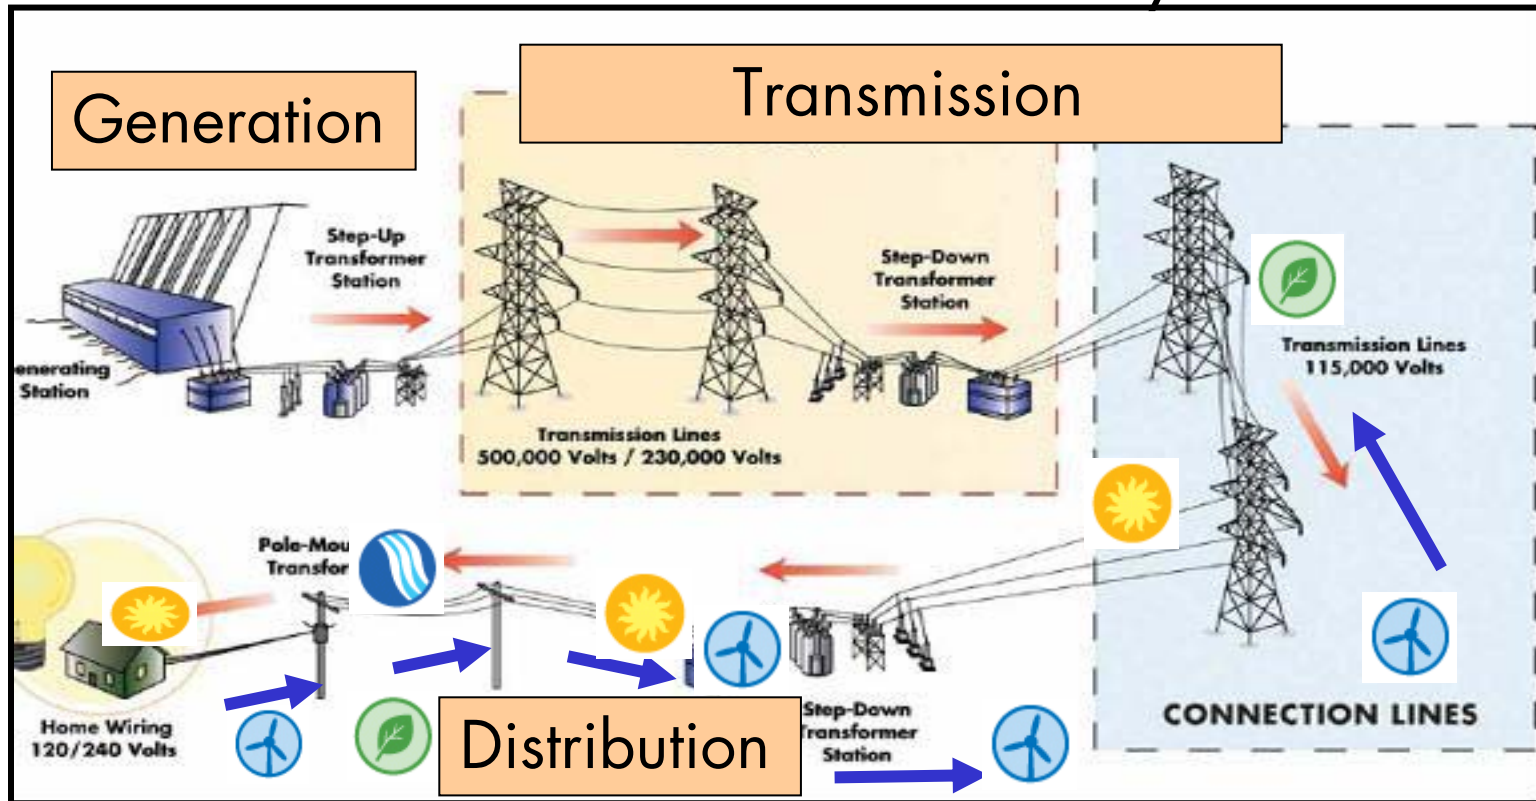 Generation
Transmission
Step-Up
Transformer
Station
enerating
Station
Transmission Lines
500,000 Volts / 230,000 Volts
Step-Down
Transformer
Station
Transmission Lines
115,000 Volts
CONNECTION LINES
Pole-Mou
Transfor
Home Wiring
120/240 Volts
Distribution
Step-Down
Transformer
Station